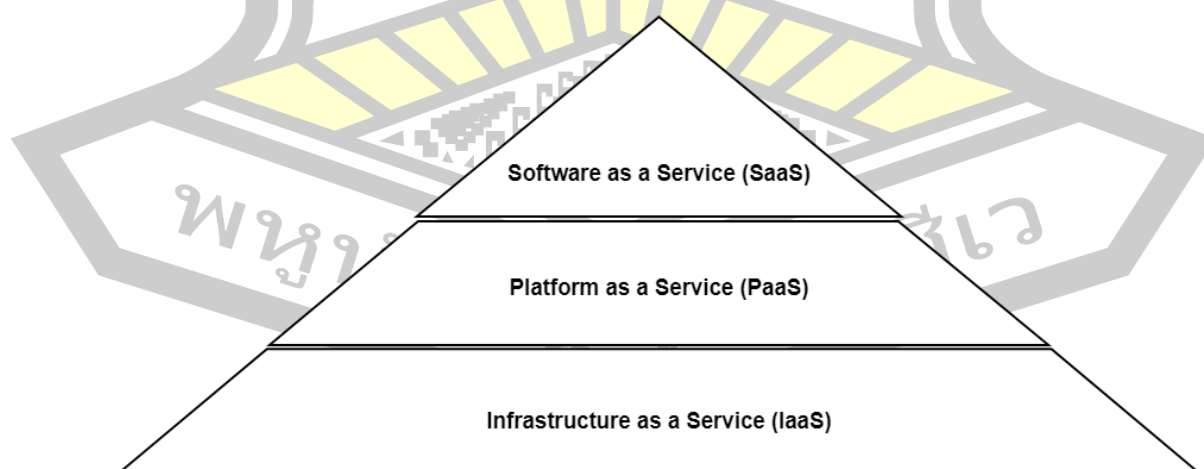 Software as a Service (SaaS)
Platform as a Service (PaaS)
Infrastructure as a Service (IaaS)